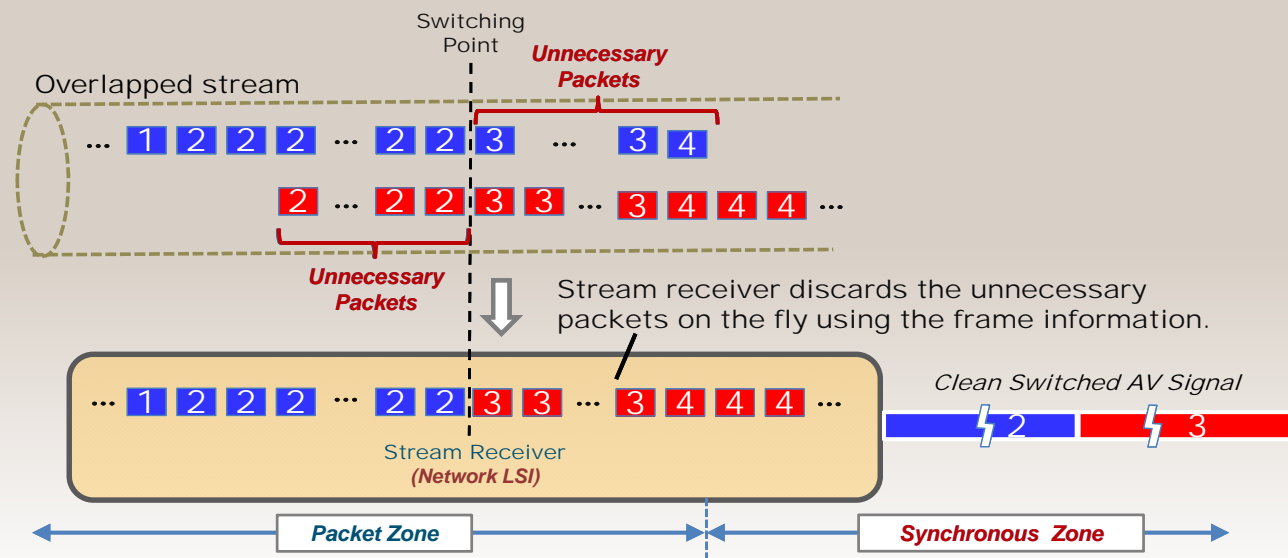 Switching
Point
Unnecessary
Packets
Overlapped stream
... 1 2 2 2 ... 2 2 3 ... 3 4
2 ... 2 2 3 3 ... 3 4 4 4 ...
Unnecessary
Packets
Stream receiver discards the unnecessary
packets on the fly using the frame information.
... 1 2 2 2 ... 2 2 3 3 ... 3 4 4 4 ...
Clean Switched AV Signal
2 3
Stream Receiver
(Network LSI)
Packet Zone
Synchronous Zone